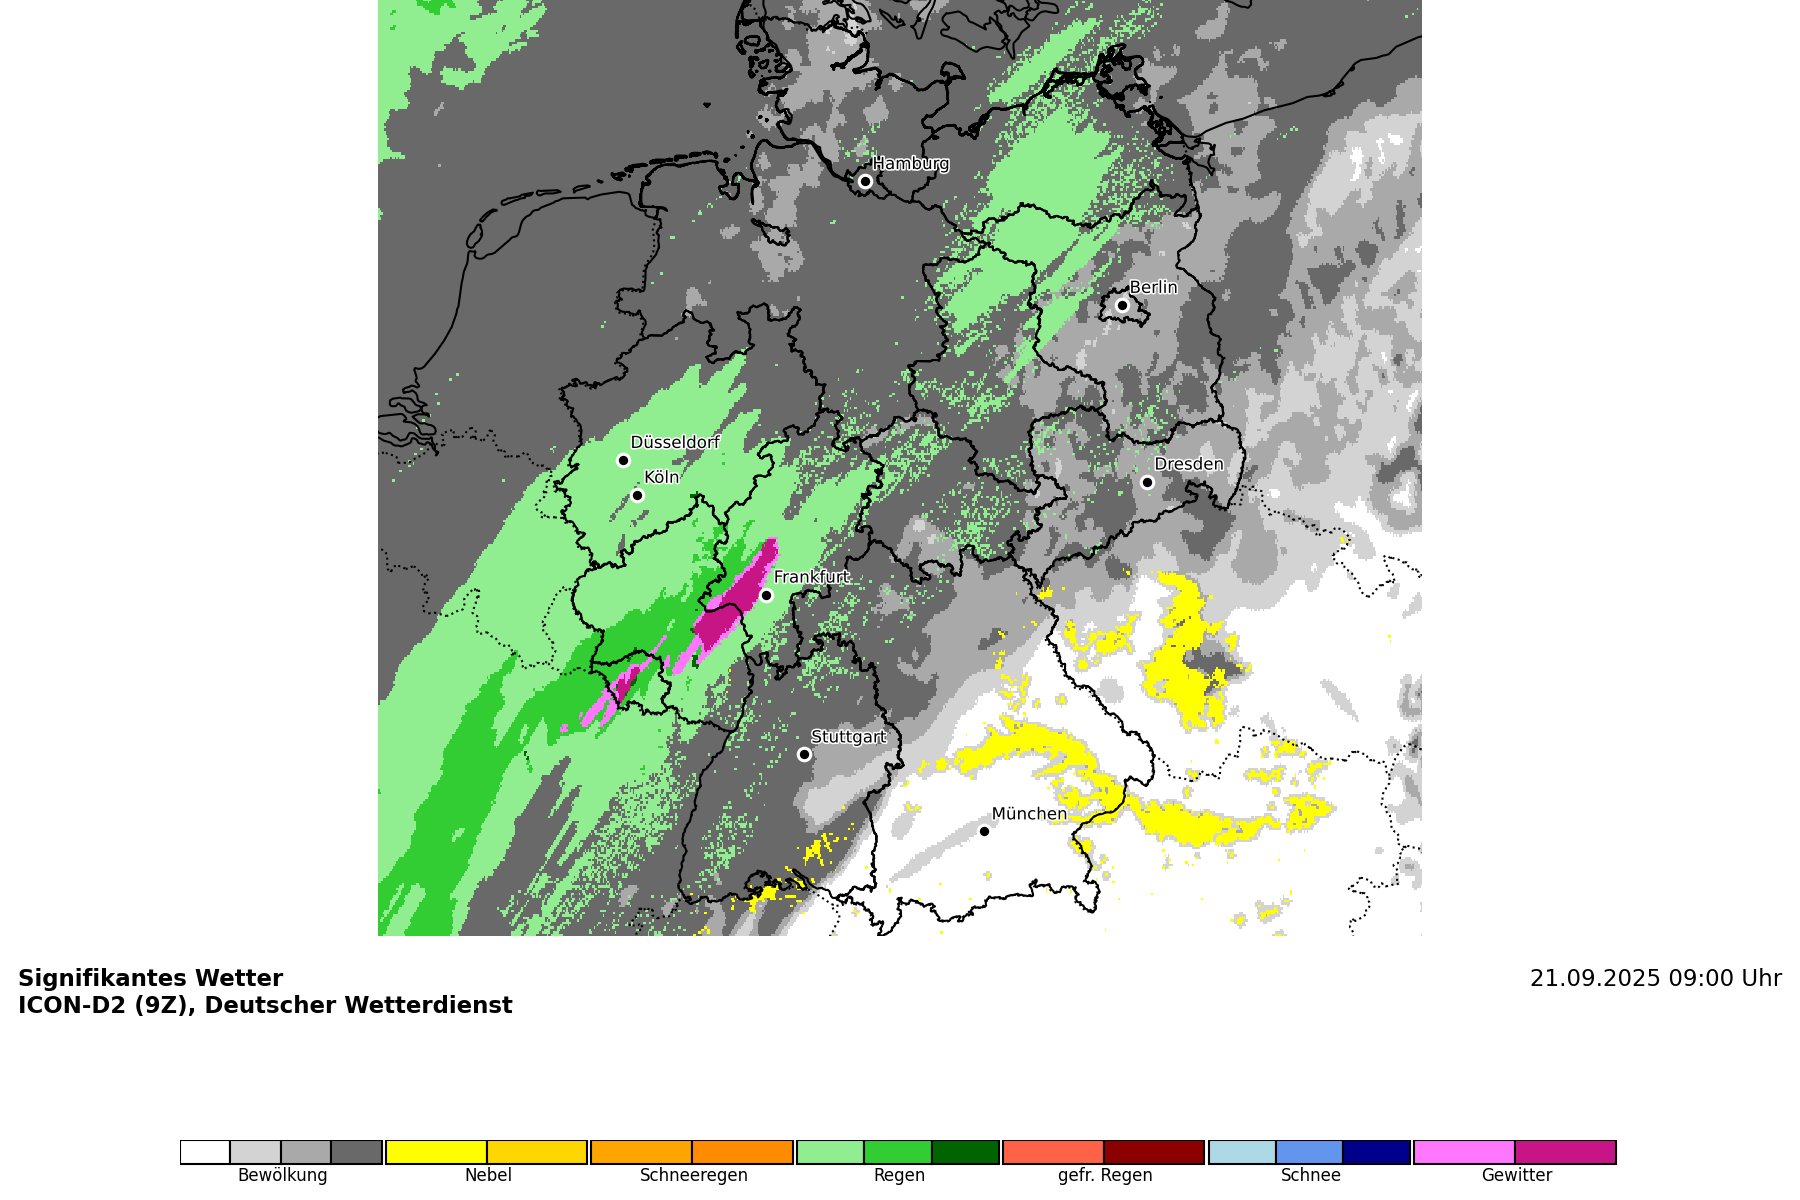 Hamburg
Berlin
Düsseldorf
Köln
Dresden
Frankfurt
Stuttgart
München
Signifikantes Wetter
21.09.2025 09:00 Uhr
ICON-D2 (9Z), Deutscher Wetterdienst
Bewölkung
Nebel
Schneeregen
Regen
gefr. Regen
Schnee
Gewitter